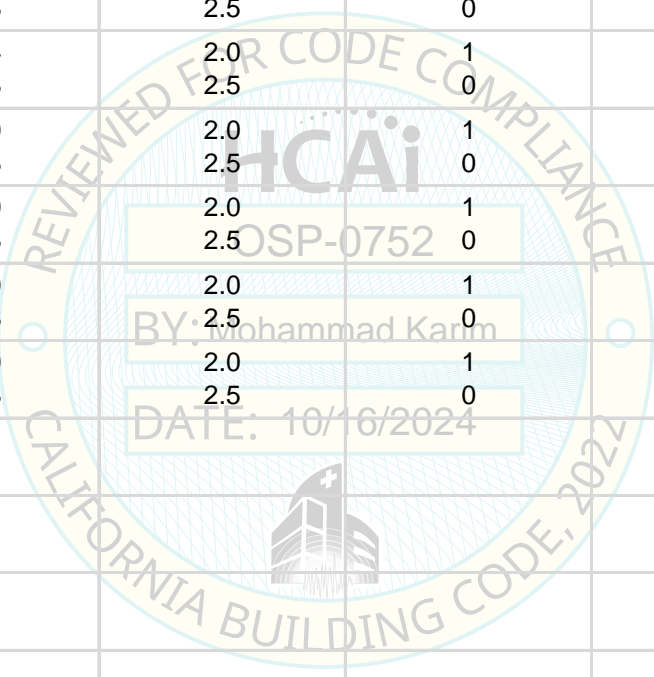 2.5 0
2.0 1
2.5 0
2.0 1
2.5 0
2.0 1
2.5 0
2.0 1
2.5 0
2.0 1
2.5 0
REVIEWED FOR CODE COMPLIANCE
HCAi
OSP-0752
BY: Mohammad Karim
DATE: 10/16/2024
CALIFORNIA BUILDING CODE, 2022